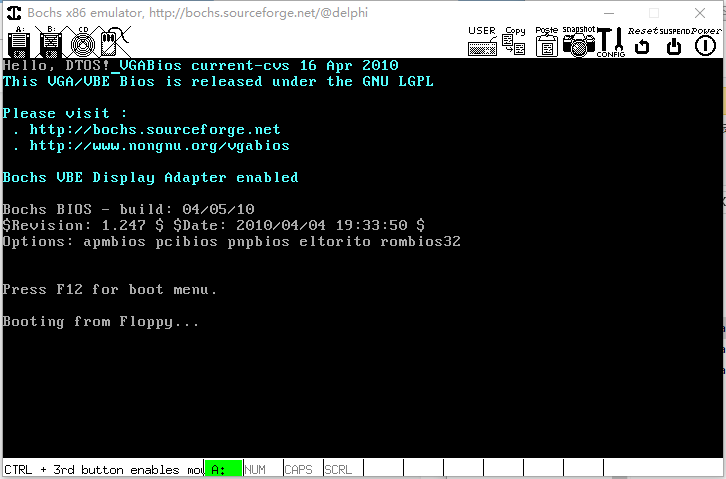 Bochs x86 emulator, http://bochs.sourceforge.net/@delphi
A: B: CD USER Copy Paste snapshot CONFIG Reset SUSPEND Power
Hello, DTOS!_VGABios current-cvs 16 Apr 2010
This VGA/VBE Bios is released under the GNU LGPL
Please visit :
. http://bochs.sourceforge.net
. http://www.nongnu.org/vgabios
Bochs VBE Display Adapter enabled
Bochs BIOS - build: 04/05/10
$Revision: 1.247 $ $Date: 2010/04/04 19:33:50 $
Options: apmbios pcibios pnpbios eltorito rombios32
Press F12 for boot menu.
Booting from Floppy...
CTRL + 3rd button enables mou A: NUM CAPS SCRL